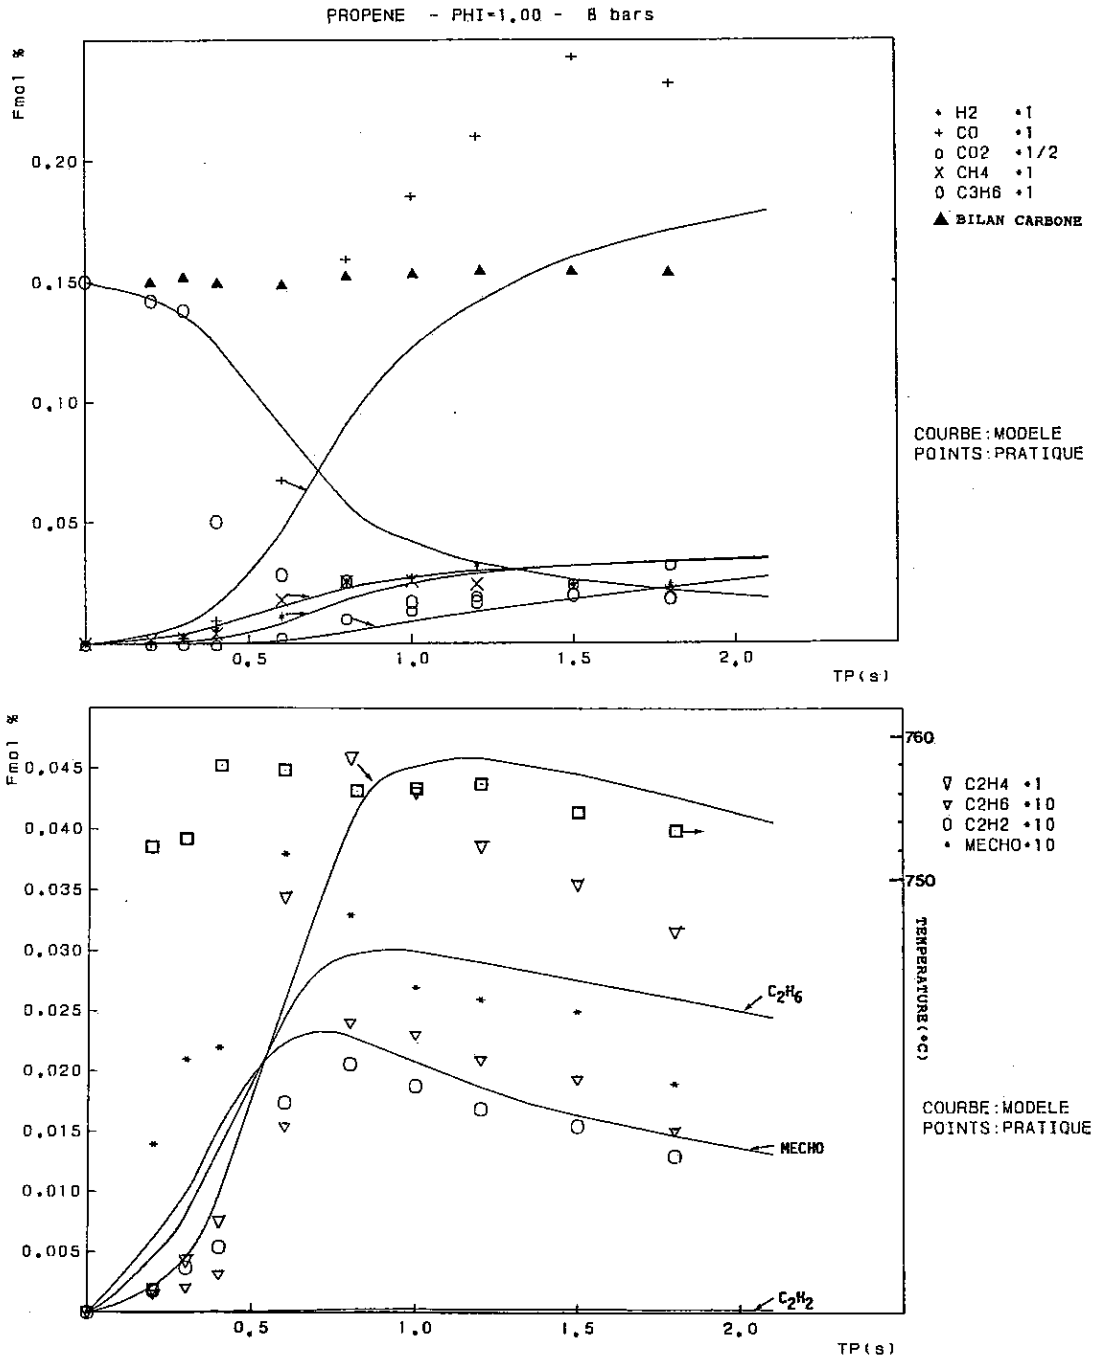 PROPENE - PHI=1.00 - 8 bars
Fmol %
0.20
0.15
0.10
0.05
0.5
1.0
1.5
2.0
TP(s)
* H2 *1
+ CO *1
O CO2 *1/2
X CH4 *1
O C3H6 *1
▲ BILAN CARBONE
COURBE:MODELE
POINTS:PRATIQUE
Fmol %
0.045
0.040
0.035
0.030
0.025
0.020
0.015
0.010
0.005
0.000
0.5
1.0
1.5
2.0
TP(s)
760
750
TEMPERATURE(°C)
C2H6
MECHO
C2H2
▽ C2H4 *1
▽ C2H6 *10
O C2H2 *10
* MECHO*10
COURBE:MODELE
POINTS:PRATIQUE